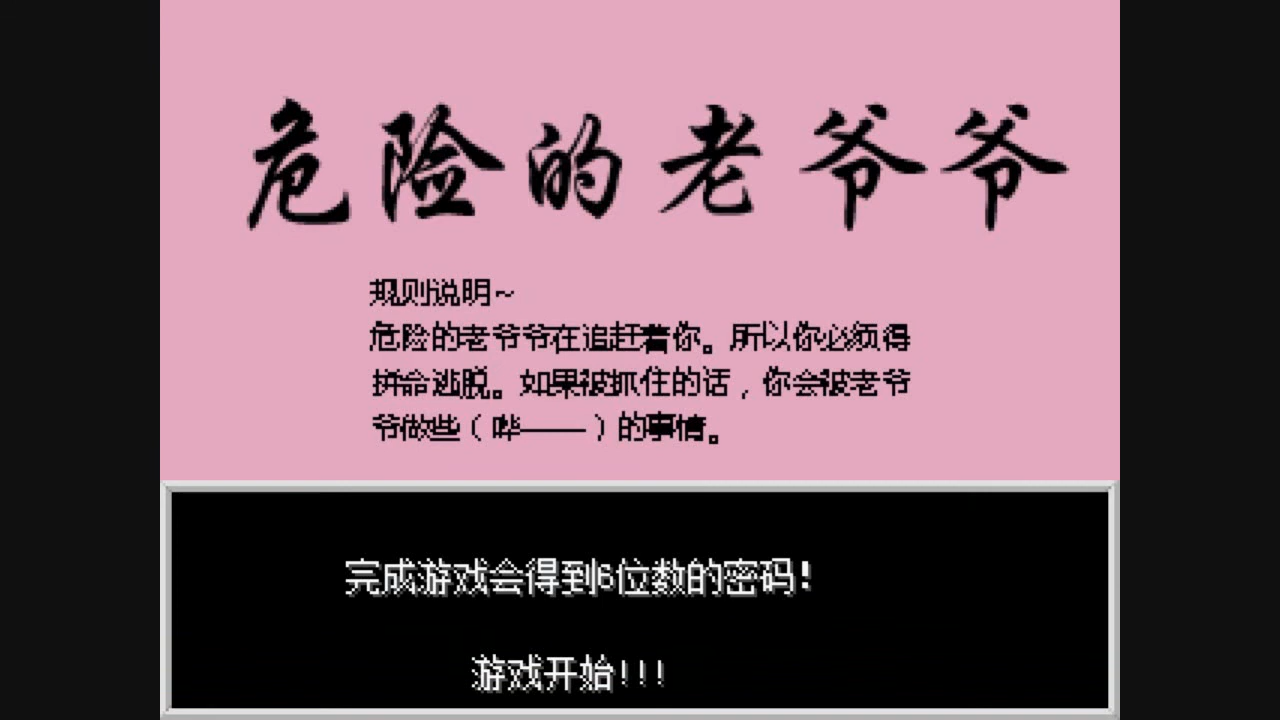 危险的老爷爷
规则说明~
危险的老爷爷在追赶着你。所以你必须得
拼命逃脱。如果被抓住的话，你会被老爷
爷做些（哔——）的事情。
完成游戏会得到6位数的密码!
游戏开始!!!